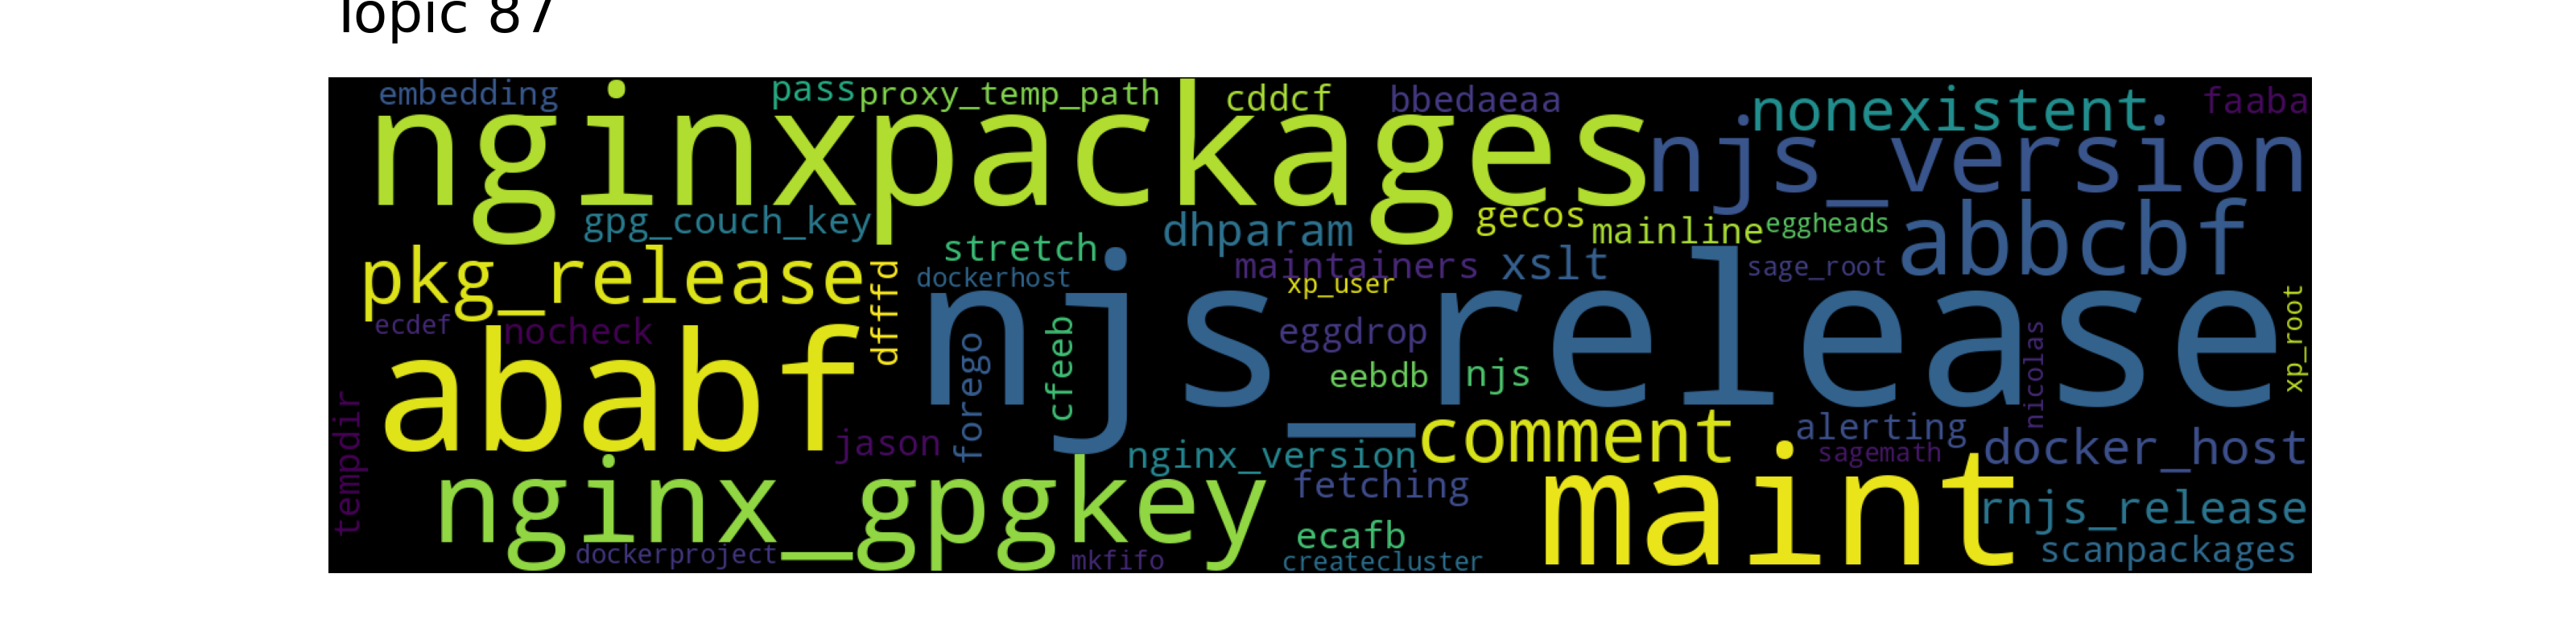 Topic 87
embedding pass proxy_temp_path cddcf bbedaeaa nonexistent faaba
nginxpackages njs_version
gpg_couch_key dhparam gecos mainline eggheads abbcbf
pkg_release stretch maintainers xslt sage_root
dockerhost xp_user
dfffd
njs_release
xp_root
ecdef nocheck eggdrop
ababf forego cfeeb eebdb njs nicolas
tempdir
jason nginx_version comment alerting sagemath docker_host
nginx_gpgkey fetching maint rnjs_release
ecafb scanpackages
dockerproject mkfifo createcluster